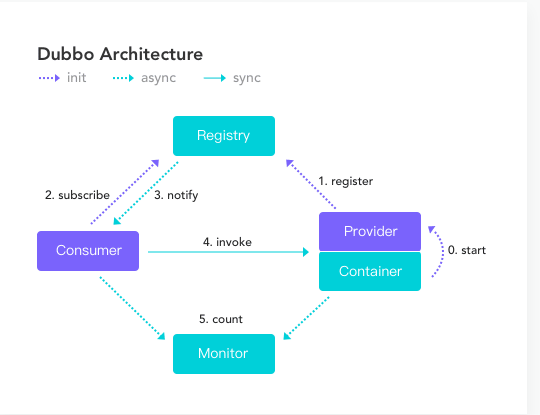 Dubbo Architecture
init async sync
Registry
1. register
2. subscribe 3. notify
Provider
Consumer 4. invoke 0. start
Container
5. count
Monitor